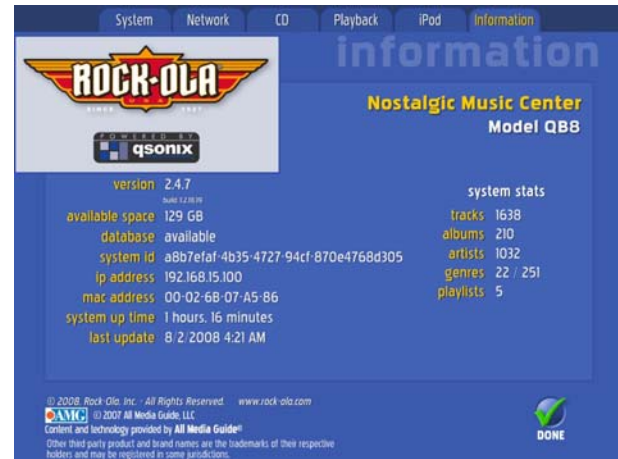 System Network CD Playback iPod Information
information
ROCK-OLA
SINCE USA 1927
POWERED BY
qsonix
Nostalgic Music Center
Model QB8
version 2.4.7
system stats
available space 129 GB
tracks 1638
database available
albums 210
system id a8b7efaf-4b35-4727-94cf-870e4768d305
artists 1032
ip address 192.168.15.100
genres 22 / 251
mac address 00-02-6B-07-A5-86
playlists 5
system up time 1 hours. 16 minutes
last update 8/2/2008 4:21 AM
© 2008 Rock-Ola, Inc. - All Rights Reserved. www.rock-ola.com
AMG © 2007 All Media Guide, LLC
Content and technology provided by All Media Guide®
Other third party product and brand names are the trademarks of their respective
holders and may be registered in some jurisdictions.
DONE